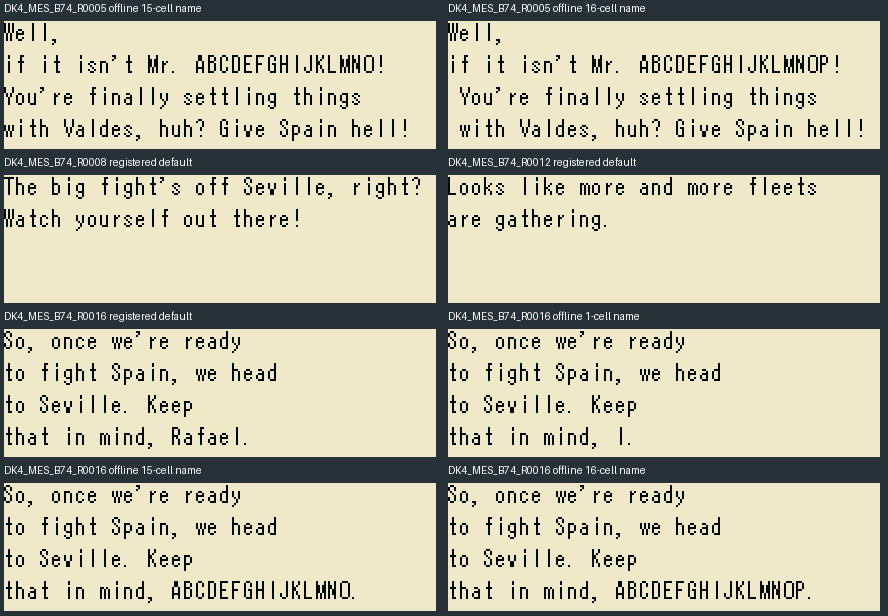 DK4_MES_B74_R0005 offline 15-cell name
Well,
if it isn't Mr. ABCDEFGHIJKLMNO!
You're finally settling things
with Valdes, huh? Give Spain hell!
DK4_MES_B74_R0005 offline 16-cell name
Well,
if it isn't Mr. ABCDEFGHIJKLMNOP!
You're finally settling things
with Valdes, huh? Give Spain hell!
DK4_MES_B74_R0008 registered default
The big fight's off Seville, right?
Watch yourself out there!
DK4_MES_B74_R0012 registered default
Looks like more and more fleets
are gathering.
DK4_MES_B74_R0016 registered default
So, once we're ready
to fight Spain, we head
to Seville. Keep
that in mind, Rafael.
DK4_MES_B74_R0016 offline 1-cell name
So, once we're ready
to fight Spain, we head
to Seville. Keep
that in mind, I.
DK4_MES_B74_R0016 offline 15-cell name
So, once we're ready
to fight Spain, we head
to Seville. Keep
that in mind, ABCDEFGHIJKLMNO.
DK4_MES_B74_R0016 offline 16-cell name
So, once we're ready
to fight Spain, we head
to Seville. Keep
that in mind, ABCDEFGHIJKLMNOP.